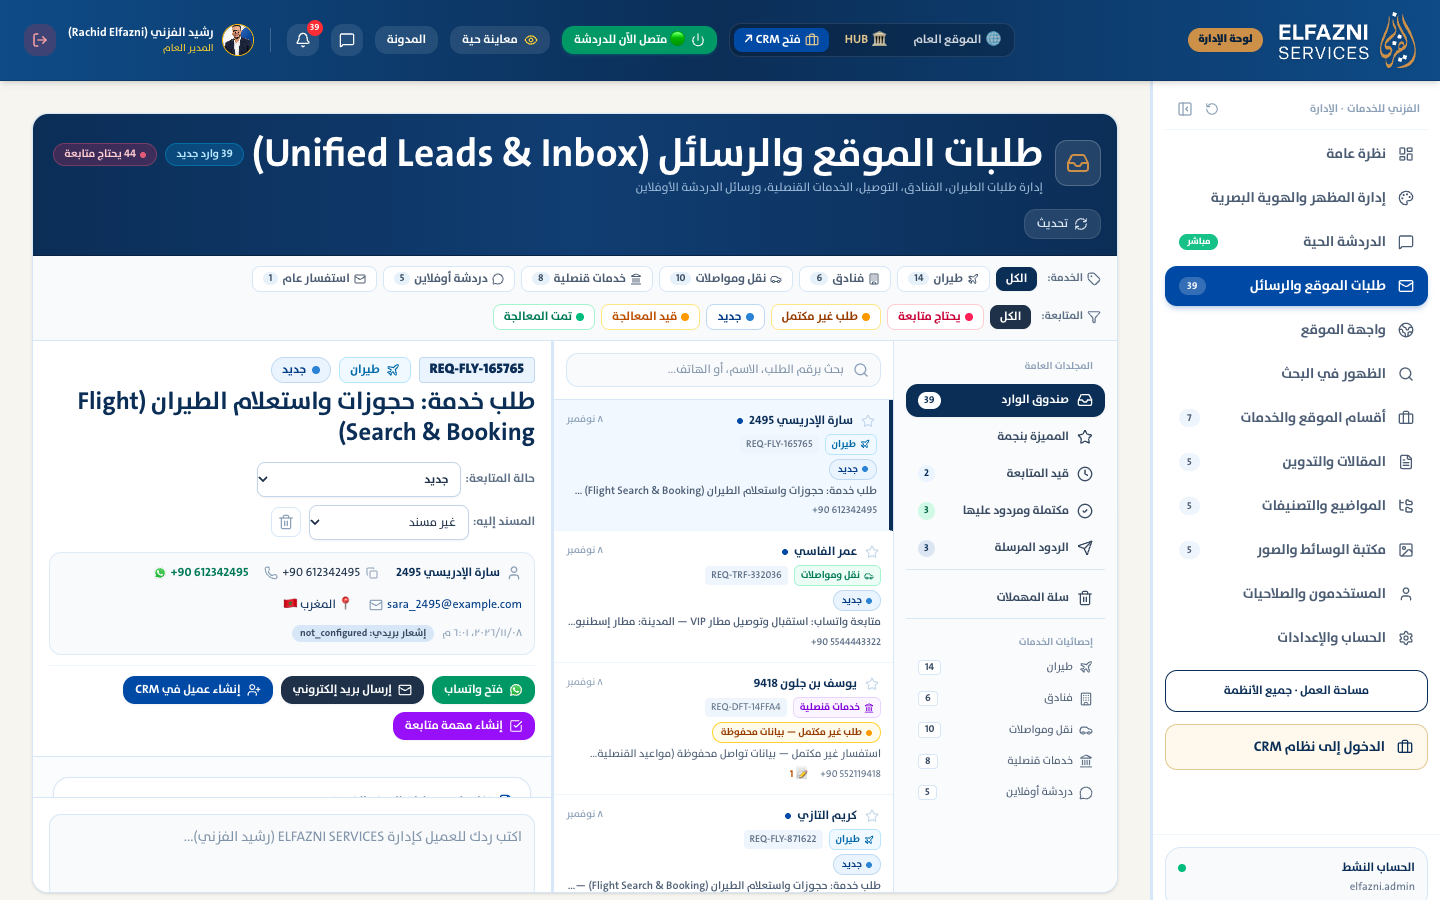 ELFAZNI
SERVICES
لوحة الإدارة
🌐 الموقع العام
🏛️ HUB
فتح CRM ↗
🟢 متصل الآن للدردشة
معاينة حية
المدونة
39
رشيد الفزني (Rachid Elfazni)
المدير العام
الفزني للخدمات · الإدارة
نظرة عامة
إدارة المظهر والهوية البصرية
الدردشة الحية
مباشر
طلبات الموقع والرسائل
39
واجهة الموقع
الظهور في البحث
أقسام الموقع والخدمات
7
المقالات والتدوين
5
المواضيع والتصنيفات
5
مكتبة الوسائط والصور
5
المستخدمون والصلاحيات
الحساب والإعدادات
مساحة العمل · جميع الأنظمة
الدخول إلى نظام CRM
الحساب النشط
elfazni.admin
طلبات الموقع والرسائل (Unified Leads & Inbox)
39 وارد جديد
44 يحتاج متابعة
إدارة طلبات الطيران، الفنادق، التوصيل، الخدمات القنصلية، ورسائل الدردشة الأوفلاين
تحديث
الخدمة:
الكل
طيران 14
فنادق 6
نقل ومواصلات 10
خدمات قنصلية 8
دردشة أوفلاين 5
استفسار عام 1
المتابعة:
الكل
يحتاج متابعة
طلب غير مكتمل
جديد
قيد المعالجة
تمت المعالجة
المجلدات العامة
صندوق الوارد
39
المميزة بنجمة
قيد المتابعة
2
مكتملة ومردود عليها
3
الردود المرسلة
3
سلة المهملات
إحصائيات الخدمات
طيران
14
فنادق
6
نقل ومواصلات
10
خدمات قنصلية
8
دردشة أوفلاين
5
بحث برقم الطلب، الاسم، أو الهاتف...
سارة الإدريسي 2495
٨ نوفمبر
طيران
REQ-FLY-165765
جديد
طلب خدمة: حجوزات واستعلام الطيران (Flight Search & Booking) ...
+90 612342495
عمر الفاسي
٨ نوفمبر
نقل ومواصلات
REQ-TRF-332036
جديد
متابعة واتساب: استقبال وتوصيل مطار VIP — المدينة: مطار إسطنبو...
+90 5544443322
يوسف بن جلون 9418
٨ نوفمبر
خدمات قنصلية
REQ-DFT-14FFA4
طلب غير مكتمل — بيانات محفوظة
استفسار غير مكتمل — بيانات تواصل محفوظة (مواعيد القنصلية...
+90 552119418
📝 1
كريم التازي
٨ نوفمبر
طيران
REQ-FLY-871622
جديد
طلب خدمة: حجوزات واستعلام الطيران (Flight Search & Booking) —...
REQ-FLY-165765
طيران
جديد
طلب خدمة: حجوزات واستعلام الطيران (Flight
Search & Booking)
حالة المتابعة:
جديد
المسند إليه:
غير مسند
سارة الإدريسي 2495
+90 612342495
+90 612342495
sara_2495@example.com
📍 المغرب 🇲🇦
٠٨‏/١١‏/٢٠٢٦، ٦:٠١ م
إشعار بريدي: not_configured
فتح واتساب
إرسال بريد إلكتروني
إنشاء عميل في CRM
إنشاء مهمة متابعة
اكتب ردك للعميل كإدارة ELFAZNI SERVICES (رشيد الفزني)...